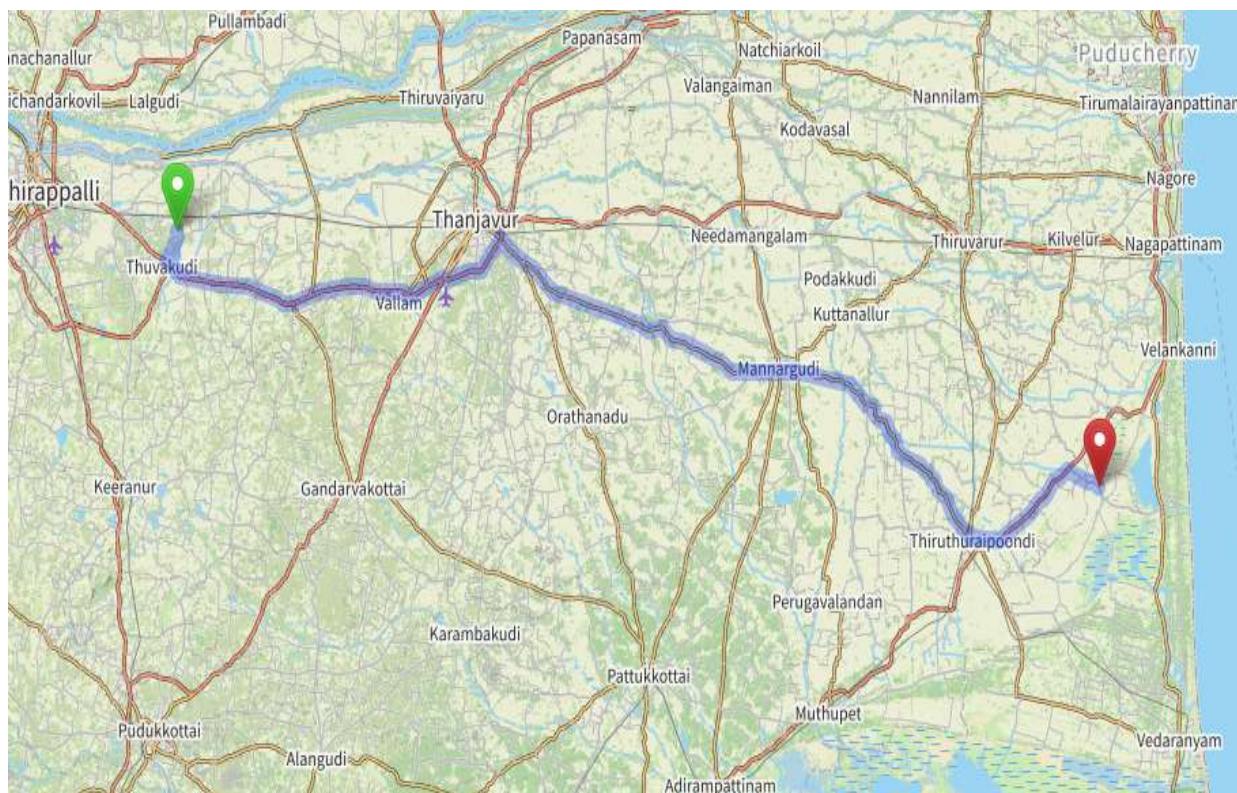 Pullambadi
Papanasam
Natchiarkoil
Puducherry
anachanallur
Valangaiman
Nannilam
Tirumalairayanpattinam
ichandarkovil
Lalgudi
Thiruvaiyaru
Kodavasal
hirappalli
Nagore
Thanjavur
Needamangalam
Thiruvarur
Kilvelur
Nagapattinam
Thuvakudi
Podakkudi
Vallam
Kuttanallur
Velankanni
Mannargudi
Orathanadu
Keeranur
Gandarvakottai
Thiruthuraipoondi
Perugavalandan
Karambakudi
Pattukkottai
Muthupet
Pudukkottai
Vedaranyam
Alangudi
Adirampattinam